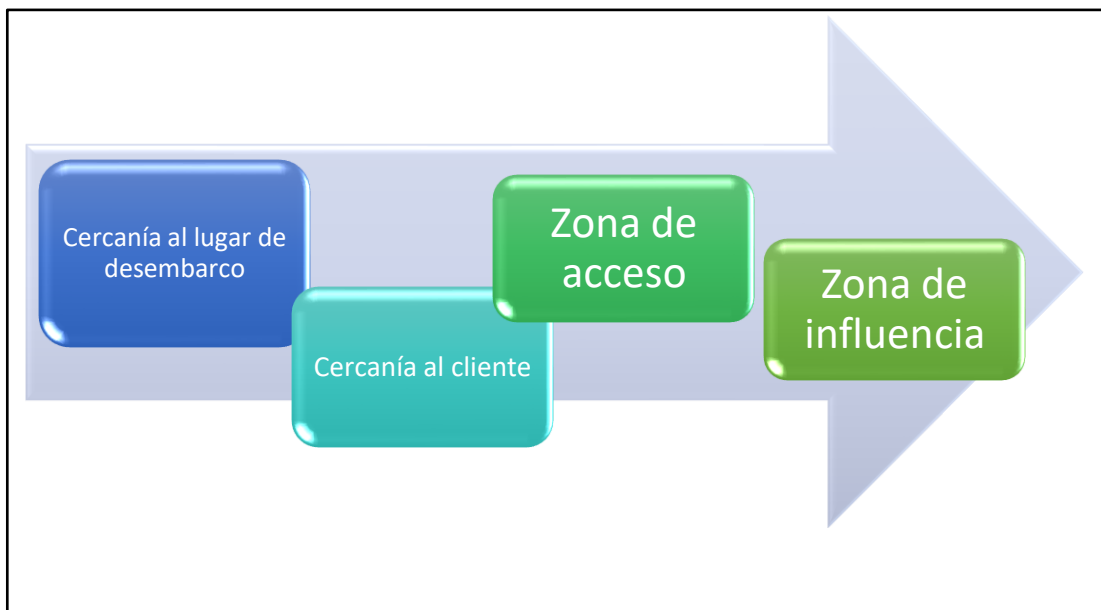 Cercanía al lugar de
desembarco
Cercanía al cliente
Zona de
acceso
Zona de
influencia